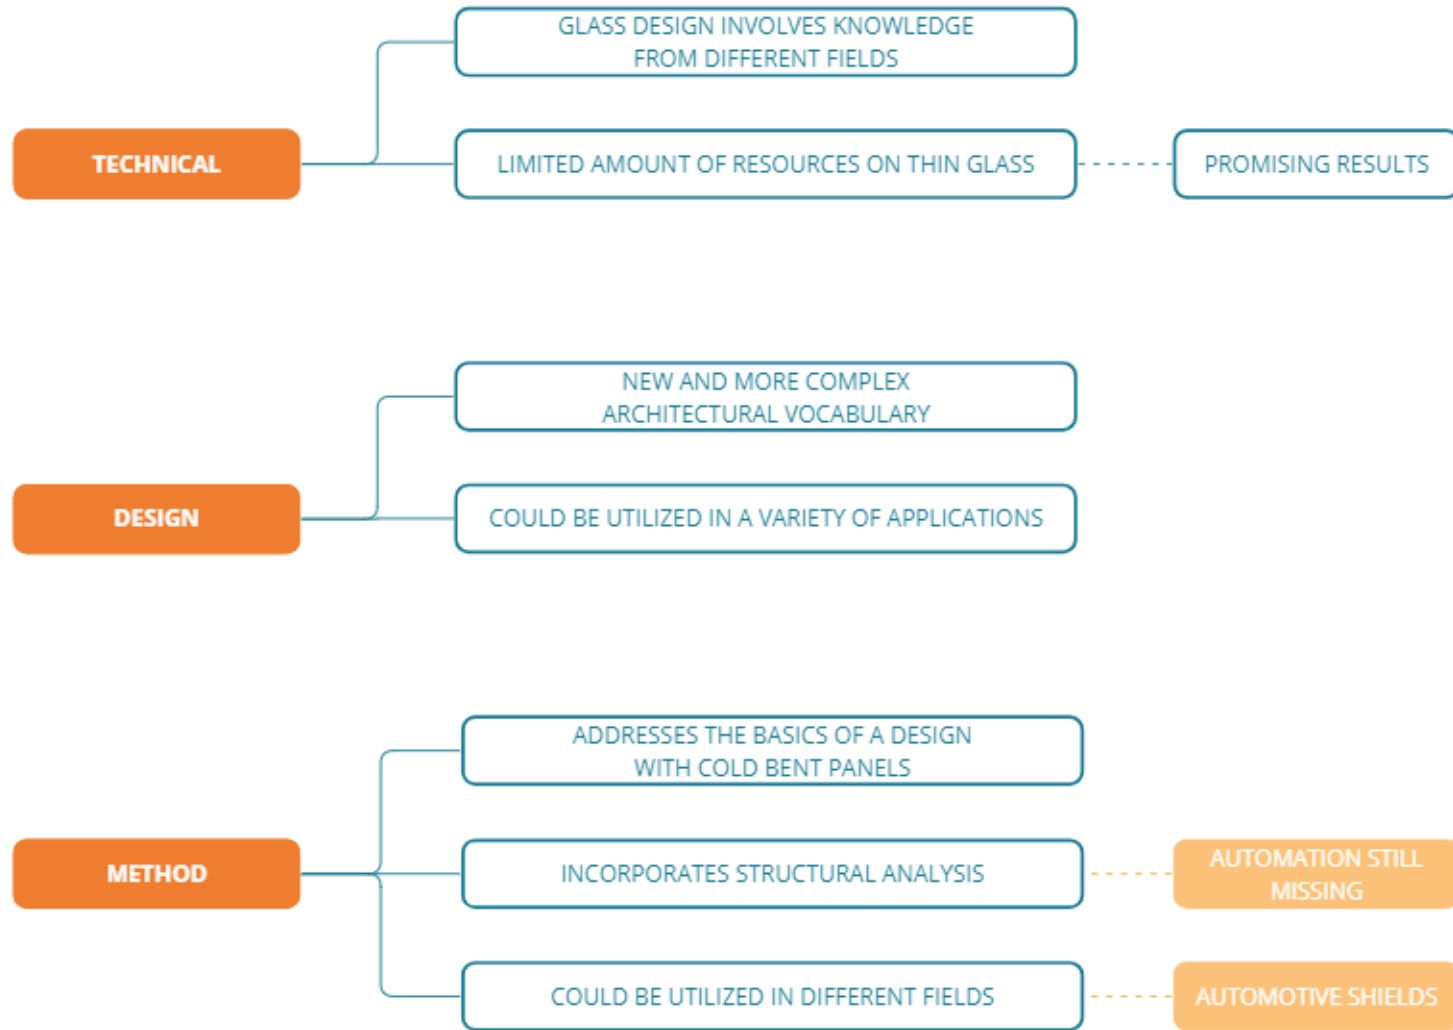 GLASS DESIGN INVOLVES KNOWLEDGE
FROM DIFFERENT FIELDS
TECHNICAL
LIMITED AMOUNT OF RESOURCES ON THIN GLASS
PROMISING RESULTS
NEW AND MORE COMPLEX
ARCHITECTURAL VOCABULARY
DESIGN
COULD BE UTILIZED IN A VARIETY OF APPLICATIONS
ADDRESSES THE BASICS OF A DESIGN
WITH COLD BENT PANELS
METHOD
INCORPORATES STRUCTURAL ANALYSIS
AUTOMATION STILL
MISSING
COULD BE UTILIZED IN DIFFERENT FIELDS
AUTOMOTIVE SHIELDS